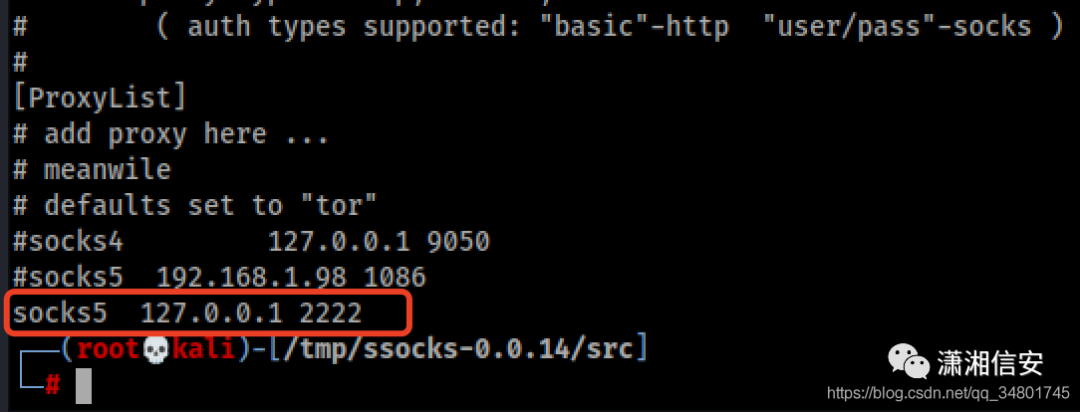 #        ( auth types supported: "basic"-http  "user/pass"-socks )
#
[ProxyList]
# add proxy here ...
# meanwile
# defaults set to "tor"
#socks4         127.0.0.1 9050
#socks5  192.168.1.98 1086
socks5  127.0.0.1 2222
(root💀kali)-[/tmp/ssocks-0.0.14/src]
#
潇湘信安
https://blog.csdn.net/qq_34801745